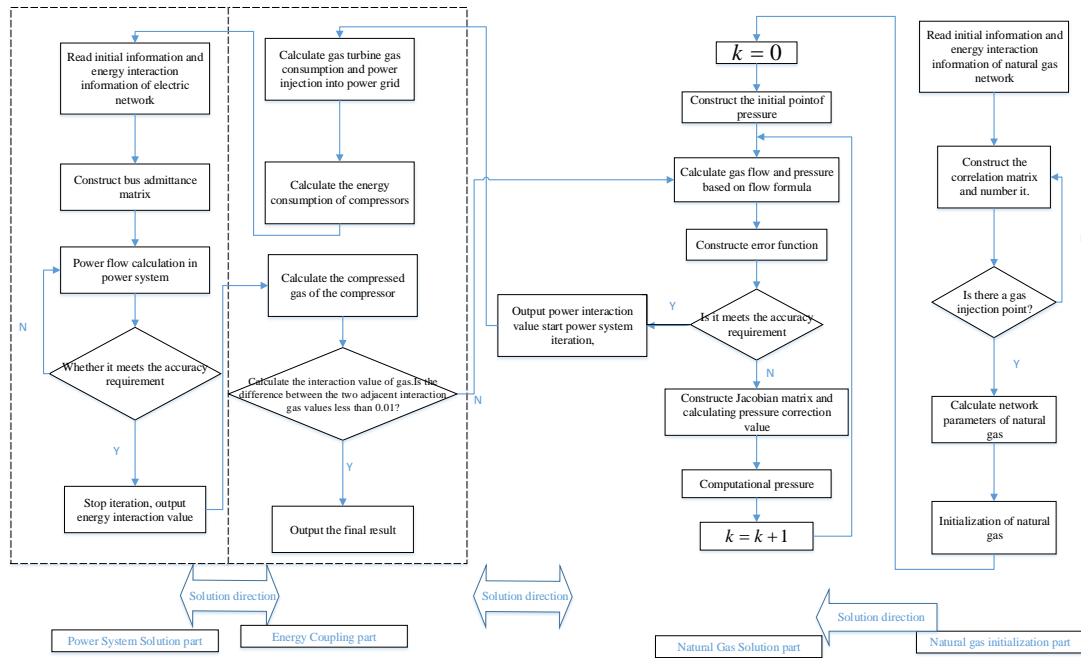 Read initial information and
energy interaction
information of electric
network
Construct bus admittance
matrix
Power flow calculation in
power system
N
Whether it meets the accuracy
requirement
Y
Stop iteration, output
energy interaction value
Calculate gas turbine gas
consumption and power
injection into power grid
Calculate the energy
consumption of compressors
Calculate the compressed
gas of the compressor
Calculate the interaction value of gas.Is the
difference between the two adjacent interaction
gas values less than 0.01?
N
Y
Output the final result
Output power interaction
value start power system
iteration,
k = 0
Construct the initial pointof
pressure
Calculate gas flow and pressure
based on flow formula
Constructe error function
Y
Is it meets the accuracy
requirement
N
Constructe Jacobian matrix and
calculating pressure correction
value
Computational pressure
k = k + 1
Read initial information and
energy interaction
information of natural gas
network
Construct the
correlation matrix
and number it.
Is there a gas
injection point?
Y
Calculate network
parameters of natural
gas
Initialization of natural
gas
Solution direction
Solution direction
Solution direction
Power System Solution part
Energy Coupling part
Natural Gas Solution part
Natural gas initialization part